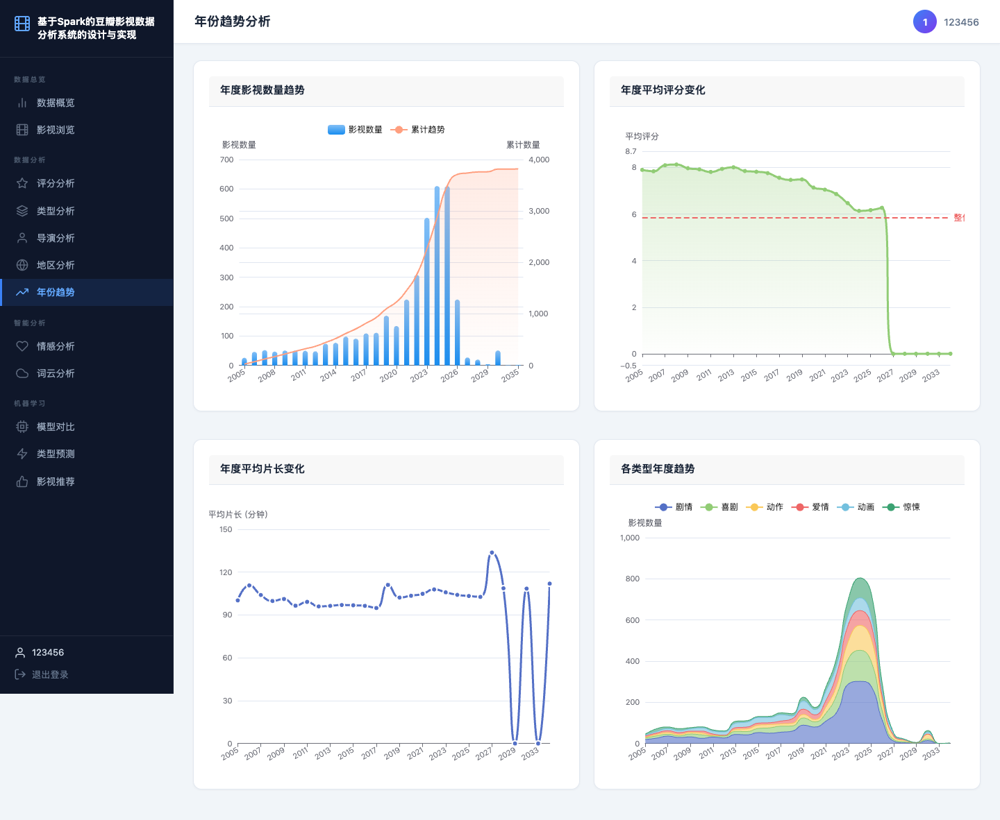 基于Spark的豆瓣影视数据
分析系统的设计与实现
数据总览
数据概览
影视浏览
数据分析
评分分析
类型分析
导演分析
地区分析
年份趋势
智能分析
情感分析
词云分析
机器学习
模型对比
类型预测
影视推荐
123456
退出登录
年份趋势分析
1
123456
年度影视数量趋势
影视数量
累计趋势
影视数量
累计数量
700
600
500
400
300
200
100
0
4,000
3,000
2,000
1,000
0
2005
2008
2011
2014
2017
2020
2023
2026
2029
2035
年度平均评分变化
平均评分
8.7
8
6
4
2
0
-0.5
2005
2007
2009
2011
2013
2015
2017
2019
2021
2023
2025
2027
2029
2033
年度平均片长变化
平均片长 (分钟)
150
120
90
60
30
0
2005
2007
2009
2011
2013
2015
2017
2019
2021
2023
2025
2027
2029
2033
各类型年度趋势
剧情
喜剧
动作
爱情
动画
惊悚
影视数量
1,000
800
600
400
200
0
2005
2007
2009
2011
2013
2015
2017
2019
2021
2023
2025
2027
2029
2033